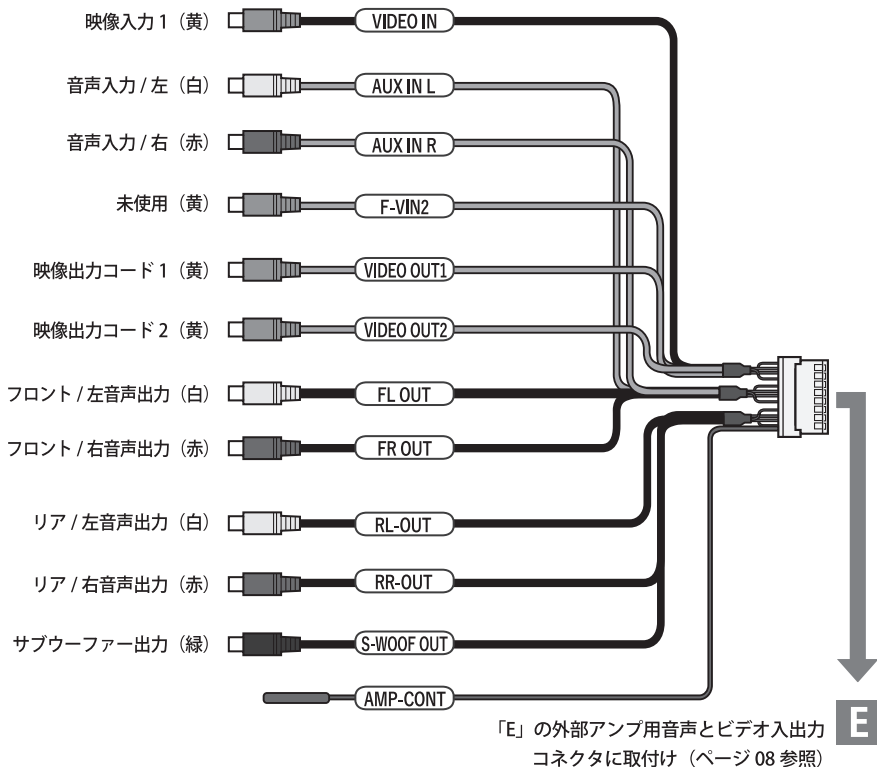 映像入力 1（黄） VIDEO IN
音声入力 / 左（白） AUX IN L
音声入力 / 右（赤） AUX IN R
未使用（黄） F-VIN2
映像出力コード 1（黄） VIDEO OUT1
映像出力コード 2（黄） VIDEO OUT2
フロント / 左音声出力（白） FL OUT
フロント / 右音声出力（赤） FR OUT
リア / 左音声出力（白） RL-OUT
リア / 右音声出力（赤） RR-OUT
サブウーファー出力（緑） S-WOOF OUT
AMP-CONT
「E」の外部アンプ用音声とビデオ入出力
コネクタに取付け（ページ 08 参照）
E